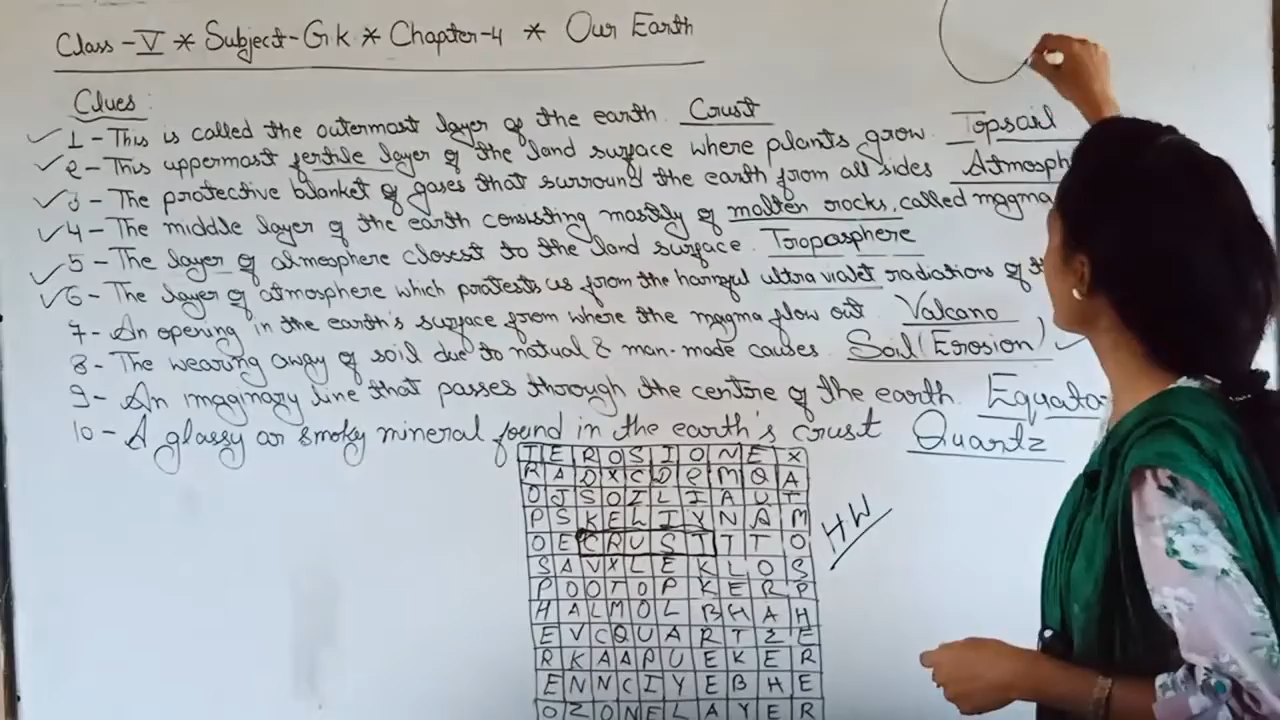 Class - V * Subject - G k * Chapter-4 * Our Earth
Clues :
1 - This is called the outermost layer of the earth. Crust
2 - This uppermost fertile layer of the land surface where plants grow. Topsoil
3 - The protective blanket of gases that surround the earth from all sides Atmosph
4 - The middle layer of the earth consisting mostly of molten rocks, called magma
5 - The layer of atmosphere closest to the land surface. Troposphere
6 - The layer of atmosphere which protests us from the harmful ultra violet radiations of
7 - An opening in the earth's surface from where the magma flow out. Valcano
8 - The wearing away of soil due to natural & man-made causes. Soil (Erosion)
9 - An imaginary line that passes through the centre of the earth. Equato
10 - A glassy or smoky mineral found in the earth's crust Quartz
T E R O S I O N E X
R A D X C D P M Q A
O J S O I L I A U T
P S K E L I Y N A M
O E C R U S T T T O
S A V X L E K L O S
P O O T O P K E R P
H A L M O L B H A H
E V C Q U A R T Z E
R K A A P U E K E R
E N N C I Y E B H E
O Z O N E L A Y E R
HW